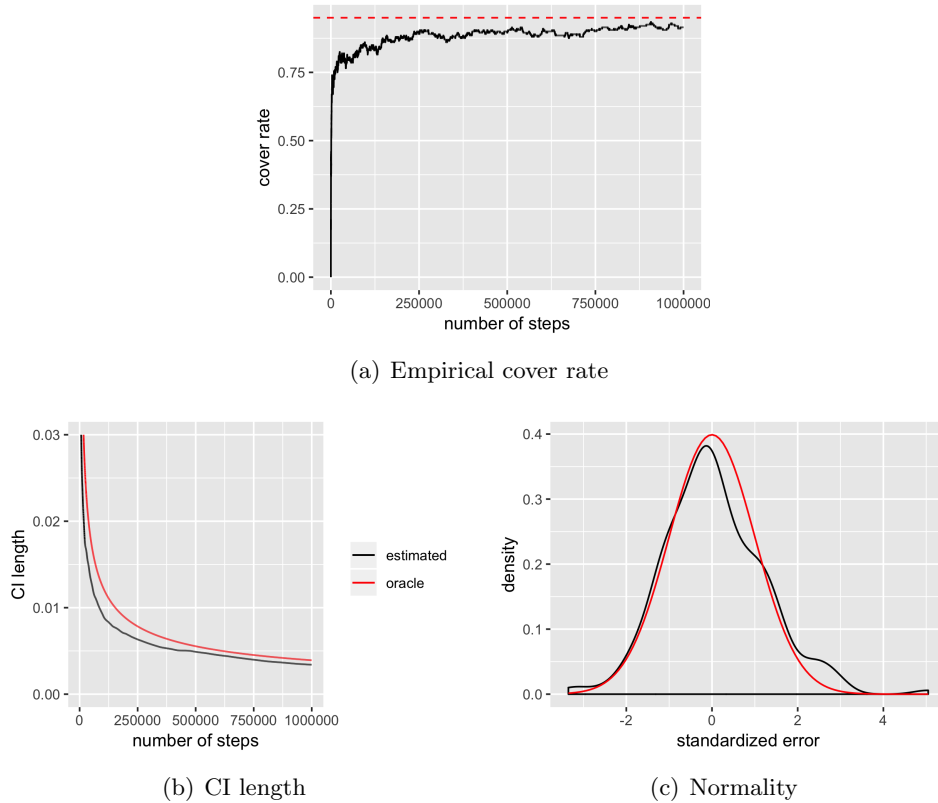 cover rate
0.75
0.50
0.25
0.00
0 250000 500000 750000 1000000
number of steps
(a) Empirical cover rate
CI length
0.03
0.02
0.01
0.00
0 250000 500000 750000 1000000
number of steps
(b) CI length
estimated
oracle
density
0.4
0.3
0.2
0.1
0.0
-2 0 2 4
standardized error
(c) Normality